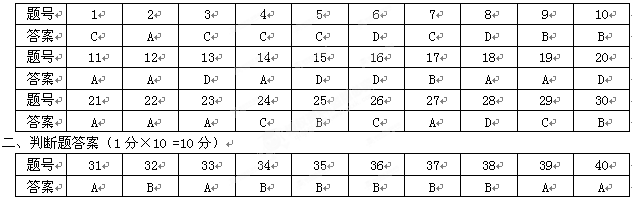 题号 1 2 3 4 5 6 7 8 9 10
答案 C A C C C D C D B B
题号 11 12 13 14 15 16 17 18 19 20
答案 A A D A D D B A A D
题号 21 22 23 24 25 26 27 28 29 30
答案 A A A C B C A D C B
二、判断题答案（1分×10 =10分）
题号 31 32 33 34 35 36 37 38 39 40
答案 A B A B B B B B A A